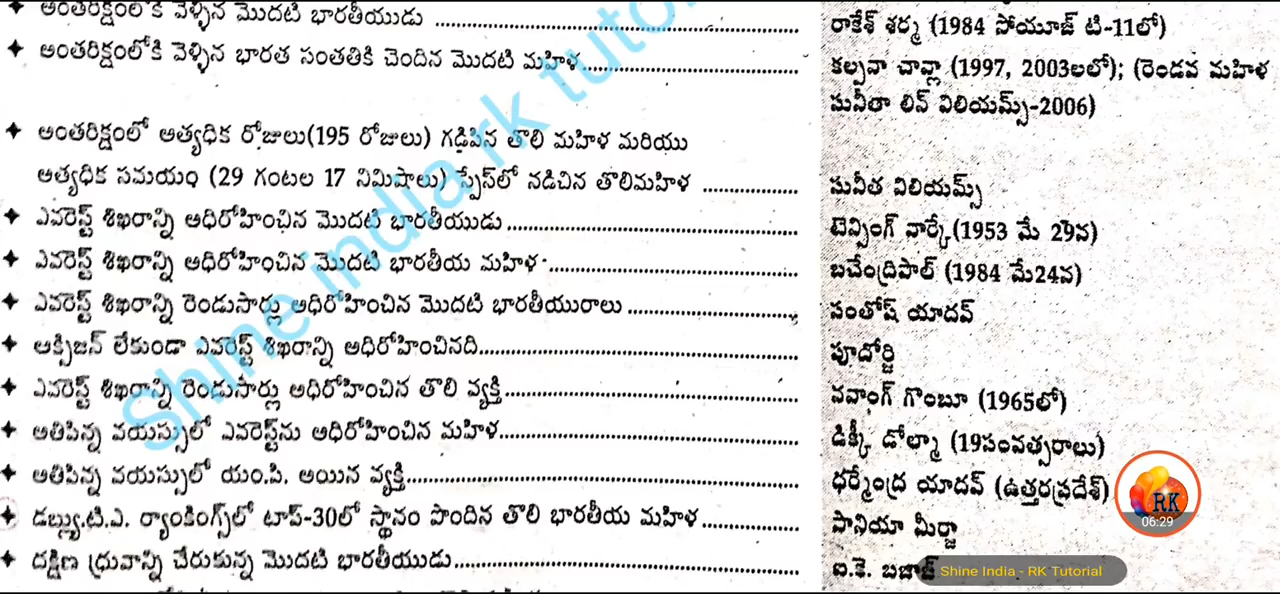 అంతరిక్షంలోకి వెళ్ళిన మొదటి భారతీయుడు ........ రాకేశ్ శర్మ (1984 సోయూజ్ టి-11లో)
అంతరిక్షంలోకి వెళ్ళిన భారత సంతతికి చెందిన మొదటి మహిళ........ కల్పనా చావ్లా (1997, 2003లలో); (రెండవ మహిళ
సునీతా లిన్ విలియమ్స్-2006)
అంతరిక్షంలో అత్యధిక రోజులు(195 రోజులు) గడిపిన తొలి మహిళ మరియు
అత్యధిక సమయం (29 గంటల 17 నిమిషాలు) స్పేస్‌లో నడిచిన తొలిమహిళ ........ సునీత విలియమ్స్
ఎవరెస్ట్ శిఖరాన్ని అధిరోహించిన మొదటి భారతీయుడు........ టెన్సింగ్ నార్కే(1953 మే 29న)
ఎవరెస్ట్ శిఖరాన్ని అధిరోహించిన మొదటి భారతీయ మహిళ........ బచేంద్రిపాల్ (1984 మే24న)
ఎవరెస్ట్ శిఖరాన్ని రెండుసార్లు అధిరోహించిన మొదటి భారతీయురాలు ........ సంతోష్ యాదవ్
ఆక్సిజన్ లేకుండా ఎవరెస్ట్ శిఖరాన్ని అధిరోహించినది........ పూదోర్జి
ఎవరెస్ట్ శిఖరాన్ని రెండుసార్లు అధిరోహించిన తొలి వ్యక్తి........ నవాంగ్ గొంబూ (1965లో)
అతిపిన్న వయస్సులో ఎవరెస్ట్‌ను అధిరోహించిన మహిళ........ డిక్కీ డోల్మా (19సంవత్సరాలు)
అతిపిన్న వయస్సులో యం.పి. అయిన వ్యక్తి........ ధర్మేంద్ర యాదవ్ (ఉత్తరప్రదేశ్)
డబ్ల్యు.టి.ఎ. ర్యాంకింగ్స్‌లో టాప్-30లో స్థానం పొందిన తొలి భారతీయ మహిళ ........ సానియా మీర్జా
దక్షిణ ధ్రువాన్ని చేరుకున్న మొదటి భారతీయుడు........ ఐ.కె. బజాజ్
Shine india rk tutor
RK
06:29
Shine India - RK Tutorial